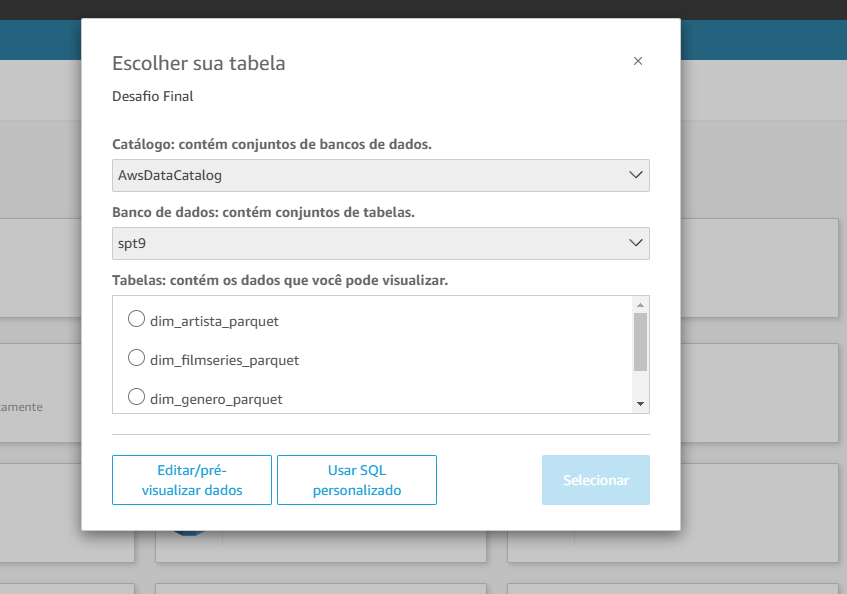 Escolher sua tabela
×
Desafio Final
Catálogo: contém conjuntos de bancos de dados.
AwsDataCatalog
Banco de dados: contém conjuntos de tabelas.
spt9
Tabelas: contém os dados que você pode visualizar.
dim_artista_parquet
dim_filmseries_parquet
dim_genero_parquet
Editar/pré-
visualizar dados
Usar SQL
personalizado
Selecionar